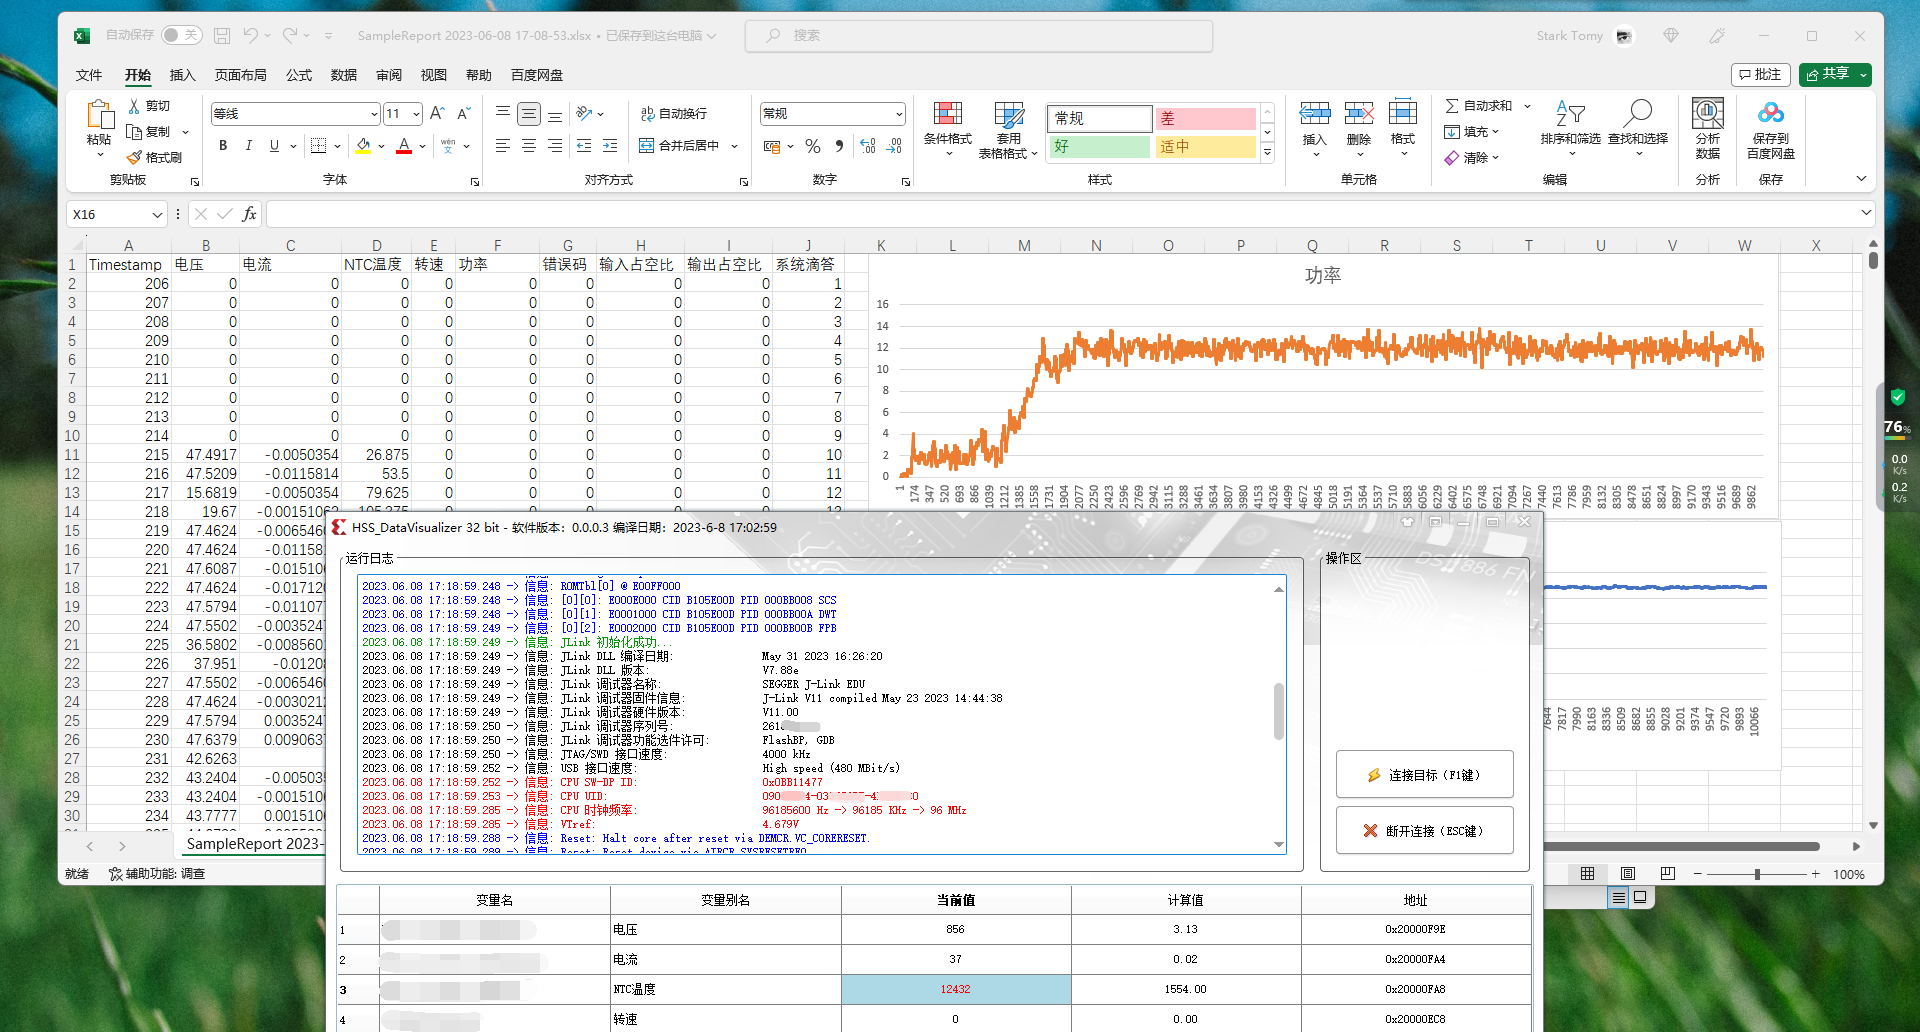 自动保存 关 SampleReport 2023-06-08 17-08-53.xlsx • 已保存到这台电脑 搜索 Stark Tomy
文件 开始 插入 页面布局 公式 数据 审阅 视图 帮助 百度网盘 批注 共享
粘贴 剪切 复制 格式刷 剪贴板
等线 11 B I U A wén 文 字体
ab 自动换行 合并后居中 对齐方式
常规 % 数字
条件格式 套用 表格格式 常规 差 好 适中 样式
插入 删除 格式 单元格
自动求和 填充 清除 排序和筛选 查找和选择 编辑
分析 数据 分析
保存到 百度网盘 保存
X16 fx
A B C D E F G H I J K L M N O P Q R S T U V W X
1 Timestamp 电压 电流 NTC温度 转速 功率 错误码 输入占空比 输出占空比 系统滴答
2 206 0 0 0 0 0 0 0 0 1
3 207 0 0 0 0 0 0 0 0 2
4 208 0 0 0 0 0 0 0 0 3
5 209 0 0 0 0 0 0 0 0 4
6 210 0 0 0 0 0 0 0 0 5
7 211 0 0 0 0 0 0 0 0 6
8 212 0 0 0 0 0 0 0 0 7
9 213 0 0 0 0 0 0 0 0 8
10 214 0 0 0 0 0 0 0 0 9
11 215 47.4917 -0.0050354 26.875 0 0 0 0 0 10
12 216 47.5209 -0.0115814 53.5 0 0 0 0 0 11
13 217 15.6819 -0.0050354 79.625 0 0 0 0 0 12
14 218 19.67
15 219 47.4624 -0.0065460
16 220 47.4624
17 221 47.6087
18 222 47.4624
19 223 47.5794
20 224 47.5502
21 225 36.5802
22 226 37.951
23 227 47.5502
24 228 47.4624
25 229 47.5794
26 230 47.6379
27 231 42.6263
28 232 43.2404
29 233 43.2404
30 234 43.7777
功率
16
14
12
10
8
6
4
2
0
1 174 347 520 693 866 1039 1212 1385 1558 1731 1904 2077 2250 2423 2596 2769 2942 3115 3288 3461 3634 3807 3980 4153 4326 4499 4672 4845 5018 5191 5364 5537 5710 5883 6056 6229 6402 6575 6748 6921 7094 7267 7440 7613 7786 7959 8132 8305 8478 8651 8824 8997 9170 9343 9516 9689 9862
7644 7817 7990 8163 8336 8509 8682 8855 9028 9201 9374 9547 9720 9893 10066
76%
0.0 K/s
0.2 K/s
HSS_DataVisualizer 32 bit - 软件版本：0.0.0.3 编译日期：2023-6-8 17:02:59
运行日志
2023.06.08 17:18:59.248 -> 信息: ROMTbl[0] @ E00FF000
2023.06.08 17:18:59.248 -> 信息: [0][0]: E000E000 CID B105E00D PID 000BB008 SCS
2023.06.08 17:18:59.248 -> 信息: [0][1]: E0001000 CID B105E00D PID 000BB00A DWT
2023.06.08 17:18:59.249 -> 信息: [0][2]: E0002000 CID B105E00D PID 000BB00B FPB
2023.06.08 17:18:59.249 -> 信息: JLink 初始化成功...
2023.06.08 17:18:59.249 -> 信息: JLink DLL 编译日期: May 31 2023 16:26:20
2023.06.08 17:18:59.249 -> 信息: JLink DLL 版本: V7.88e
2023.06.08 17:18:59.249 -> 信息: JLink 调试器名称: SEGGER J-Link EDU
2023.06.08 17:18:59.249 -> 信息: JLink 调试器固件信息: J-Link V11 compiled May 23 2023 14:44:38
2023.06.08 17:18:59.249 -> 信息: JLink 调试器硬件版本: V11.00
2023.06.08 17:18:59.250 -> 信息: JLink 调试器序列号: 261
2023.06.08 17:18:59.250 -> 信息: JLink 调试器功能选件许可: FlashBP, GDB
2023.06.08 17:18:59.250 -> 信息: JTAG/SWD 接口速度: 4000 kHz
2023.06.08 17:18:59.252 -> 信息: USB 接口速度: High speed (480 MBit/s)
2023.06.08 17:18:59.252 -> 信息: CPU SW-DP ID: 0x0BB11477
2023.06.08 17:18:59.253 -> 信息: CPU UID: 090
2023.06.08 17:18:59.285 -> 信息: CPU 时钟频率: 96185600 Hz -> 96185 KHz -> 96 MHz
2023.06.08 17:18:59.285 -> 信息: VTref: 4.679V
2023.06.08 17:18:59.288 -> 信息: Reset: Halt core after reset via DEMCR.VC_CORERESET.
2023.06.08 17:18:59.289 -> 信息: Reset: Reset device via AIRCR.SYSRESETREQ.
操作区
连接目标（F1键）
断开连接（ESC键）
变量名 变量别名 当前值 计算值 地址
1 电压 856 3.13 0x20000F9E
2 电流 37 0.02 0x20000FA4
3 NTC温度 12432 1554.00 0x20000FA8
4 转速 0 0.00 0x20000EC8
SampleReport 2023-
就绪 辅助功能: 调查 100%